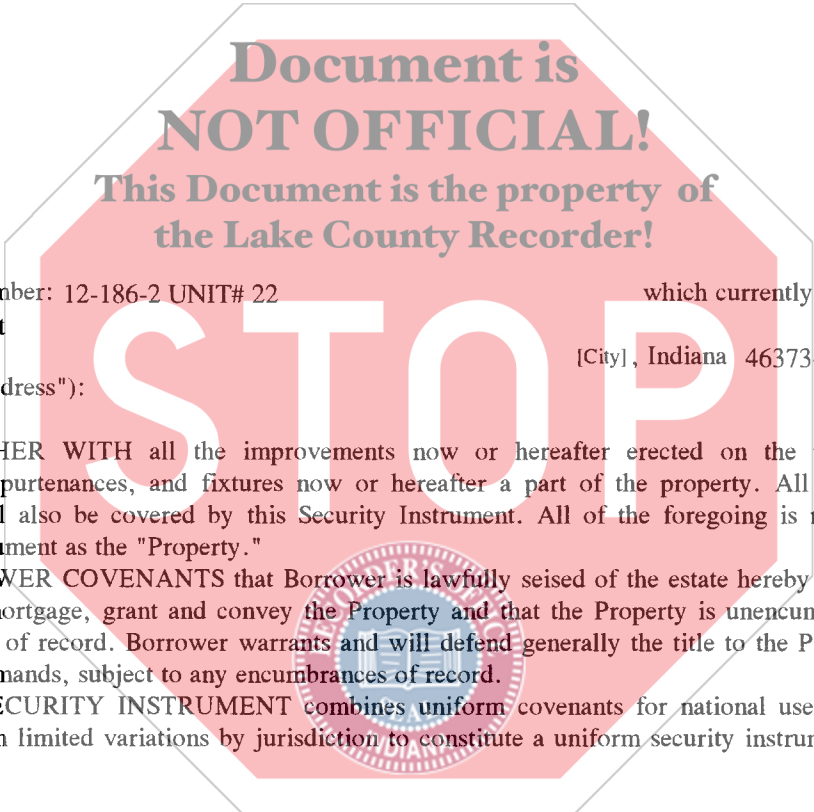 Document is
NOT OFFICIAL!
This Document is the property of
the Lake County Recorder!
nber: 12-186-2 UNIT# 22 which currently
t
[City], Indiana 46373-
dress"):
STOP
HER WITH all the improvements now or hereafter erected on the
purtenances, and fixtures now or hereafter a part of the property. All
l also be covered by this Security Instrument. All of the foregoing is r
ument as the "Property."
WER COVENANTS that Borrower is lawfully seised of the estate hereby
ortgage, grant and convey the Property and that the Property is unencun
of record. Borrower warrants and will defend generally the title to the P
mands, subject to any encumbrances of record.
ECURITY INSTRUMENT combines uniform covenants for national use
n limited variations by jurisdiction to constitute a uniform security instrur
SEAL
INDIANA